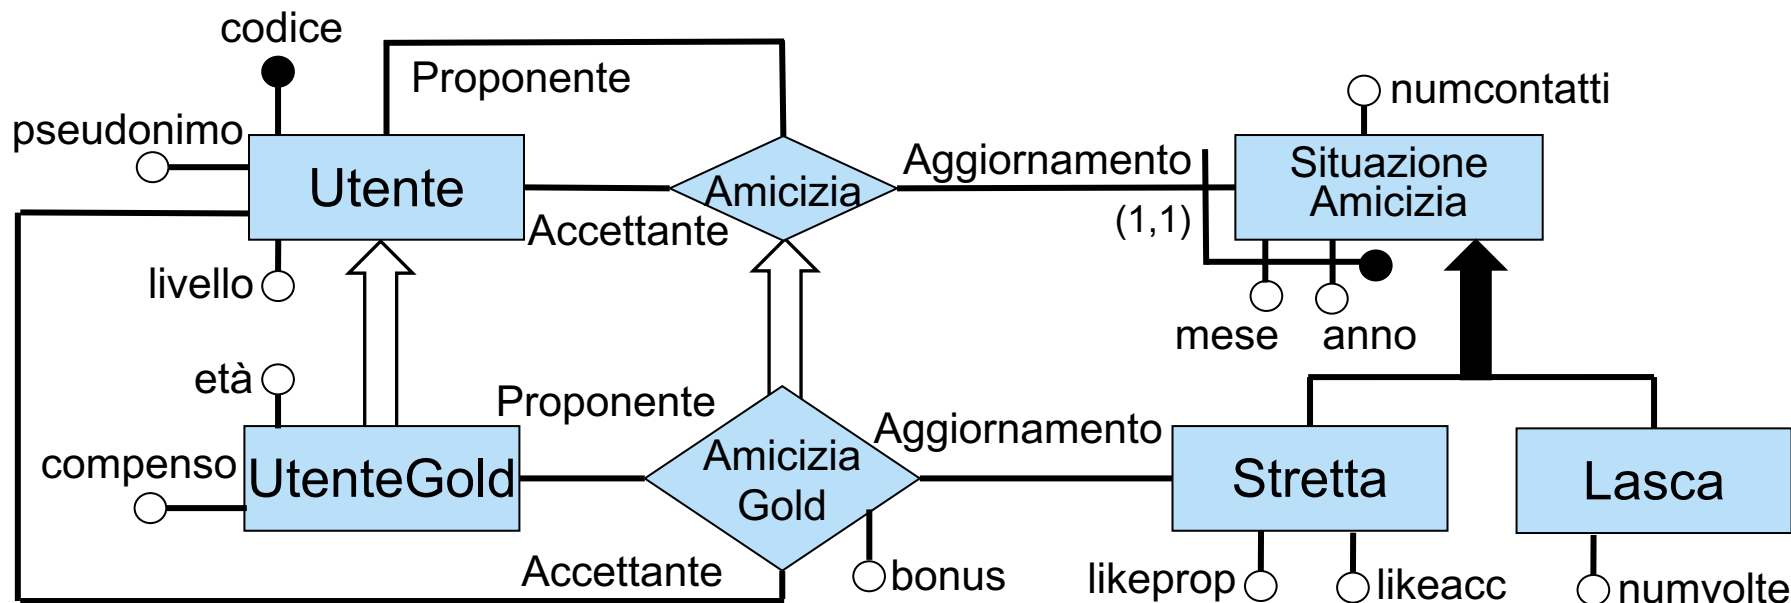 codice
Proponente
numcontatti
pseudonimo
Utente
Amicizia
Aggiornamento
Situazione
Amicizia
Accettante
(1,1)
livello
mese
anno
età
Proponente
Aggiornamento
compenso
UtenteGold
Amicizia
Gold
Stretta
Lasca
Accettante
bonus
likeprop
likeacc
numvolte